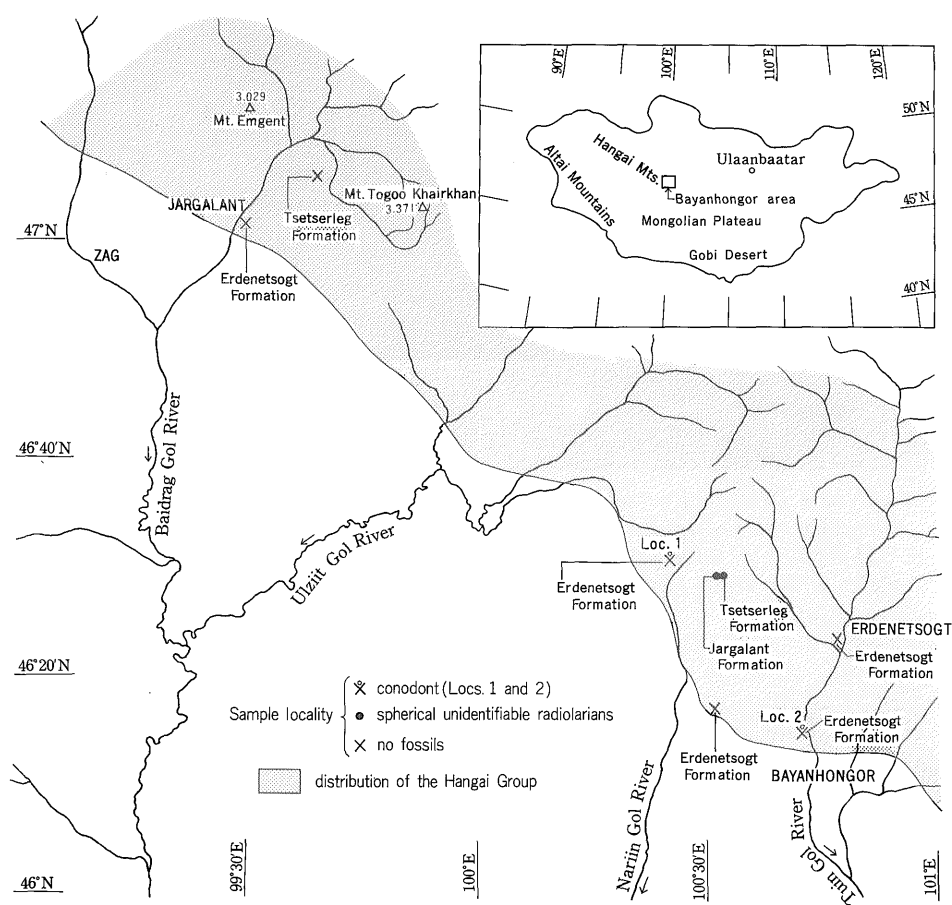 90°E
100°E
110°E
120°E
50°N
45°N
40°N
Hangai Mts.
Altai Mountains
Ulaanbaatar
Bayanhongor area
Mongolian Plateau
Gobi Desert
3.029
Mt. Emgent
JARGALANT
Tsetserleg
Formation
Mt. Togoo Khairkhan
3.371
47°N
ZAG
Erdenetsogt
Formation
46°40'N
Baidrag Gol River
Ulziit Gol River
Loc. 1
Erdenetsogt
Formation
Tsetserleg
Formation
Jargalant
Formation
ERDENETSOGT
Erdenetsogt
Formation
46°20'N
Sample locality
conodont (Locs. 1 and 2)
spherical unidentifiable radiolarians
no fossils
distribution of the Hangai Group
Loc. 2
Erdenetsogt
Formation
Erdenetsogt
Formation
BAYANHONGOR
Nariin Gol River
Tuin Gol River
46°N
99°30'E
100°E
100°30'E
101°E